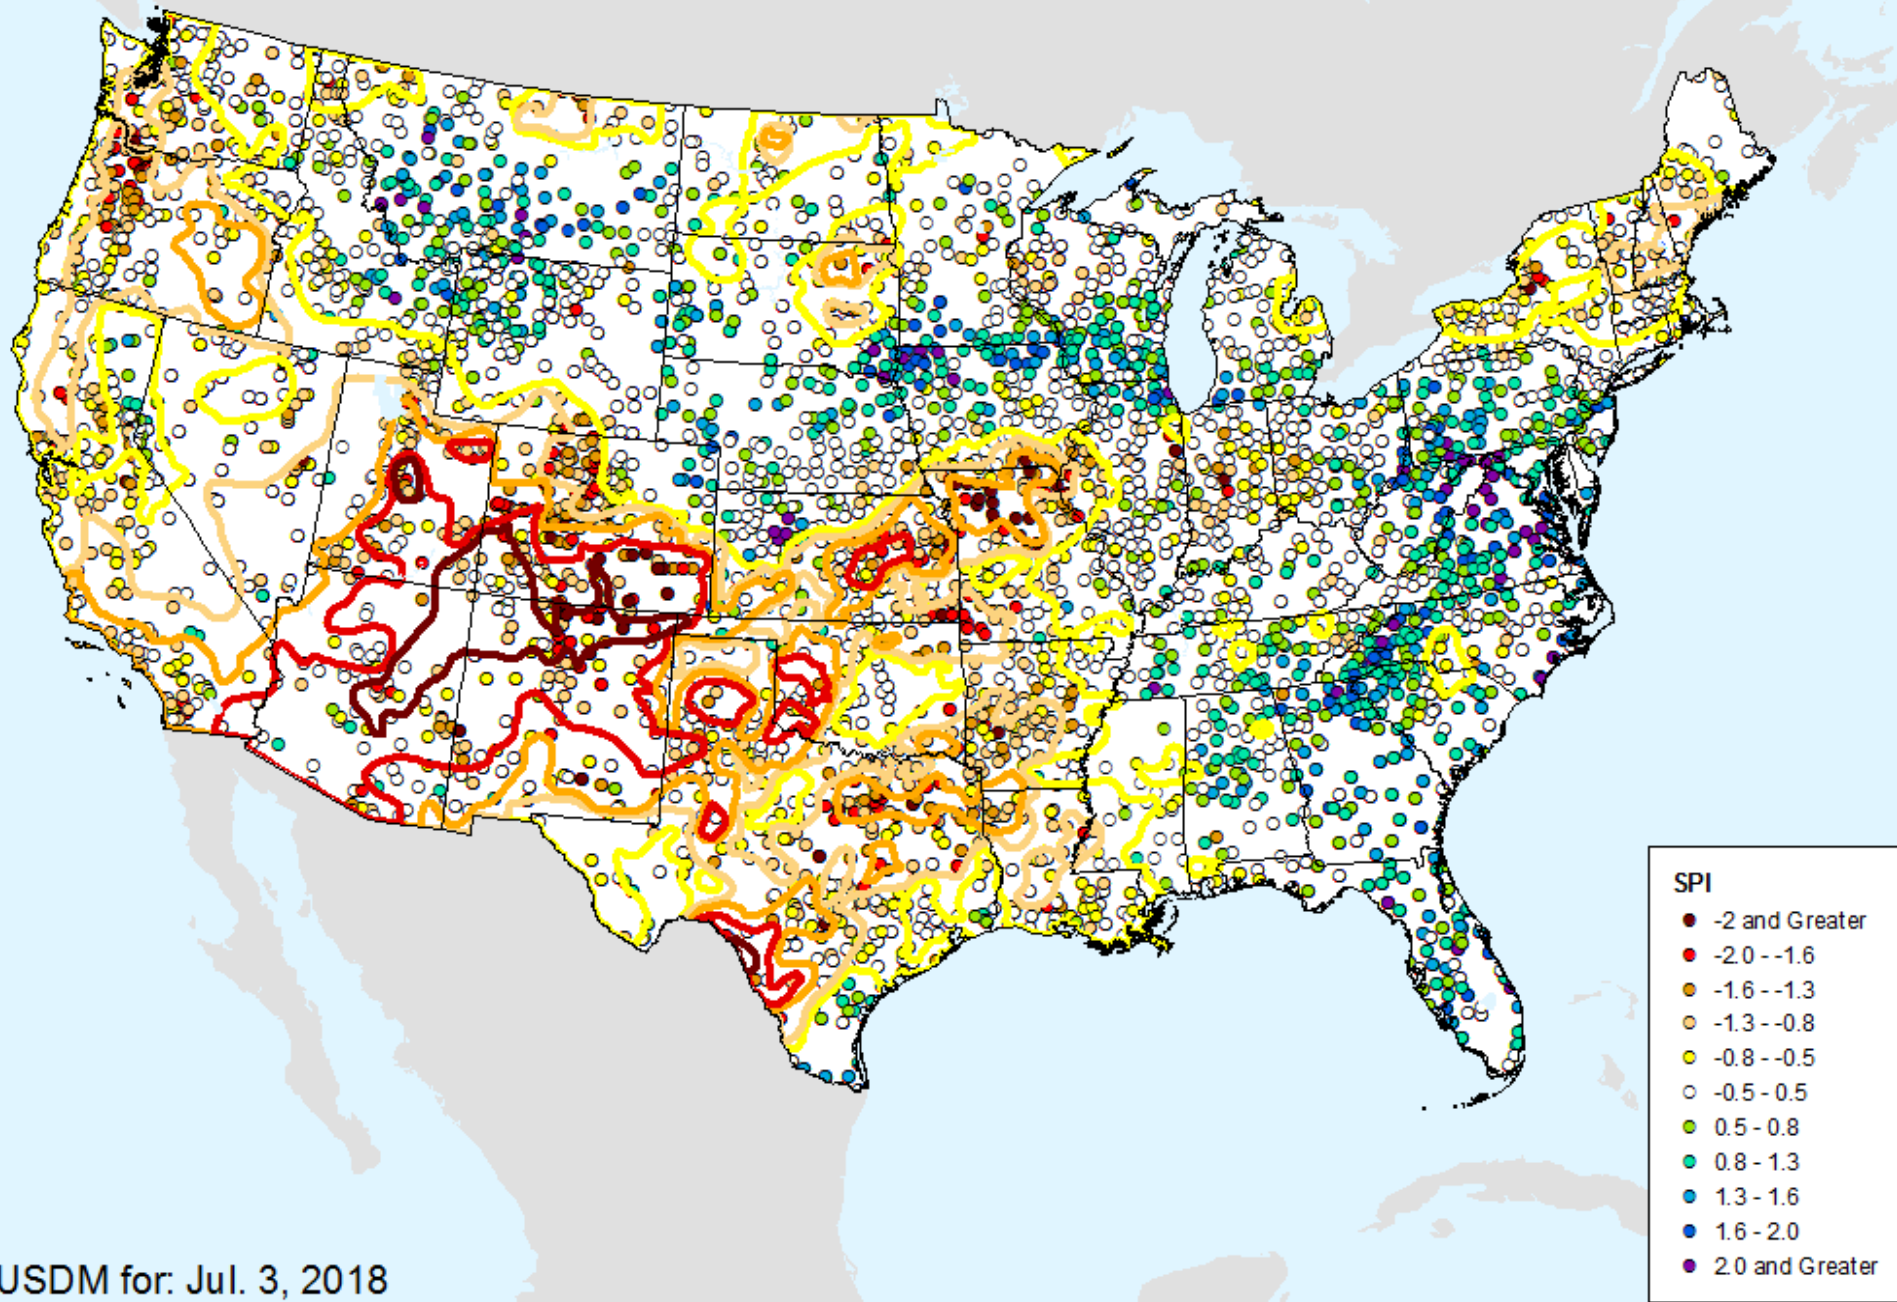 SPI
-2 and Greater
-2.0 - -1.6
-1.6 - -1.3
-1.3 - -0.8
-0.8 - -0.5
-0.5 - 0.5
0.5 - 0.8
0.8 - 1.3
1.3 - 1.6
1.6 - 2.0
2.0 and Greater
USDM for: Jul. 3, 2018